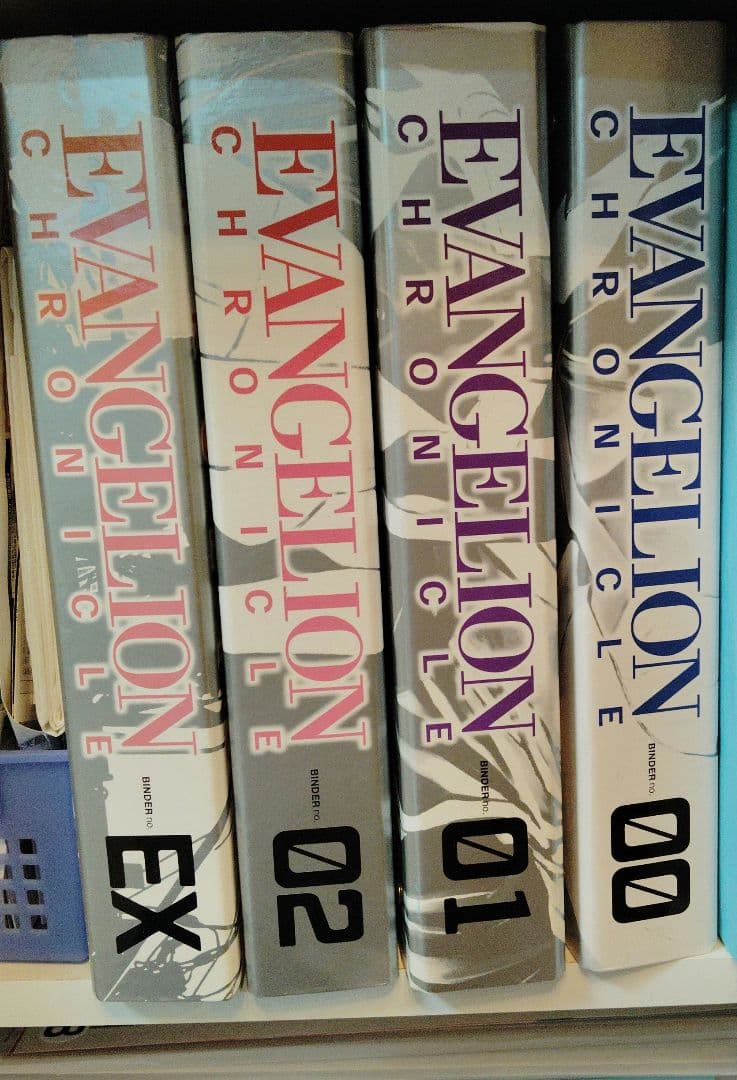 EVANGELION
CHRONICLE
BINDER no.
EX
EVANGELION
CHRONICLE
BINDER no.
02
EVANGELION
CHRONICLE
BINDER no.
01
EVANGELION
CHRONICLE
BINDER no.
00